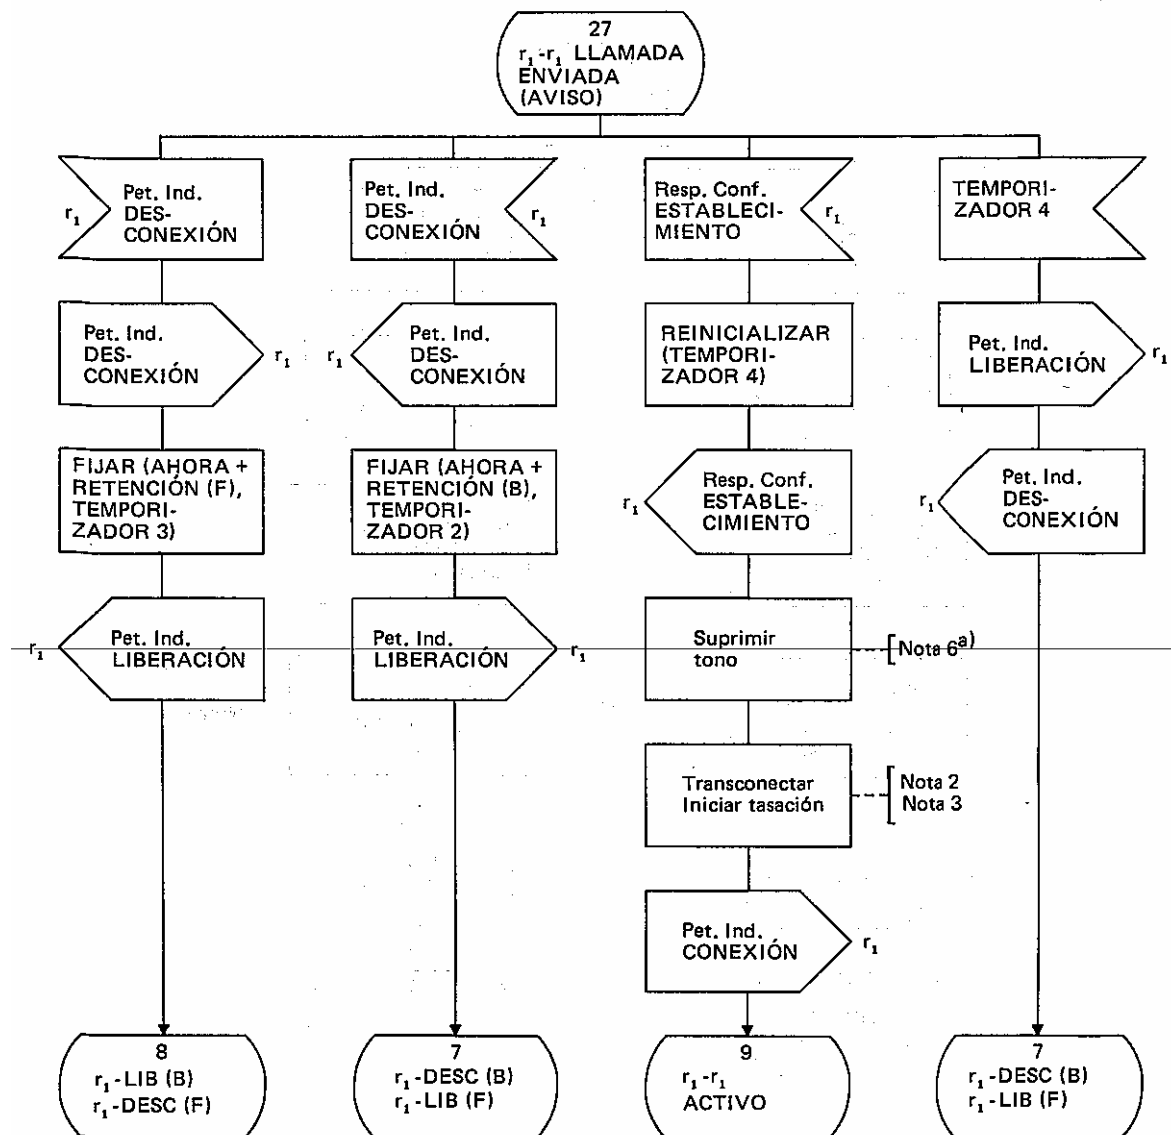 27
r₁-r₁ LLAMADA
ENVIADA
(AVISO)
r₁
Pet. Ind.
DES-
CONEXIÓN
Pet. Ind.
DES-
CONEXIÓN
r₁
Resp. Conf.
ESTABLECI-
MIENTO
r₁
TEMPORI-
ZADOR 4
Pet. Ind.
DES-
CONEXIÓN
r₁
r₁
Pet. Ind.
DES-
CONEXIÓN
REINICIALIZAR
(TEMPORI-
ZADOR 4)
Pet. Ind.
LIBERACIÓN
r₁
FIJAR (AHORA +
RETENCIÓN (F),
TEMPORI-
ZADOR 3)
FIJAR (AHORA +
RETENCIÓN (B),
TEMPORI-
ZADOR 2)
r₁
Resp. Conf.
ESTABLE-
CIMIENTO
r₁
Pet. Ind.
DES-
CONEXIÓN
r₁
Pet. Ind.
LIBERACIÓN
Pet. Ind.
LIBERACIÓN
r₁
Suprimir
tono
Nota 6a)
Transconectar
Iniciar tasación
Nota 2
Nota 3
Pet. Ind.
CONEXIÓN
r₁
8
r₁-LIB (B)
r₁-DESC (F)
7
r₁-DESC (B)
r₁-LIB (F)
9
r₁-r₁
ACTIVO
7
r₁-DESC (B)
r₁-LIB (F)